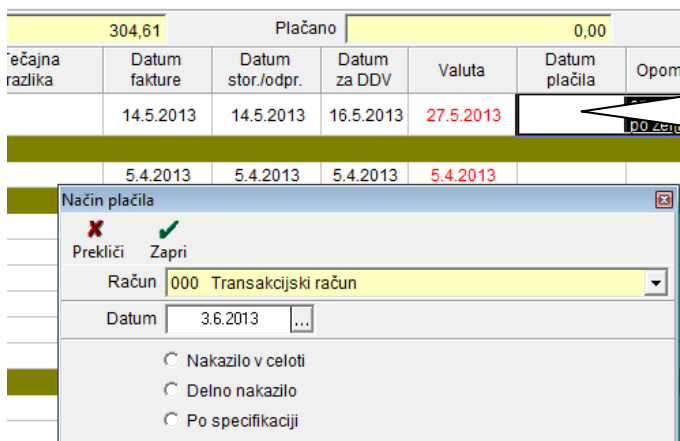 304,61 Plačano 0,00
Tečajna razlika Datum fakture Datum stor./odpr. Datum za DDV Valuta Datum plačila
14.5.2013 14.5.2013 16.5.2013 27.5.2013
po
5.4.2013 5.4.2013 5.4.2013 5.4.2013
Način plačila
Prekliči Zapri
Račun 000 Transakcijski račun
Datum 3.6.2013 ...
Nakazilo v celoti
Delno nakazilo
Po specifikaciji